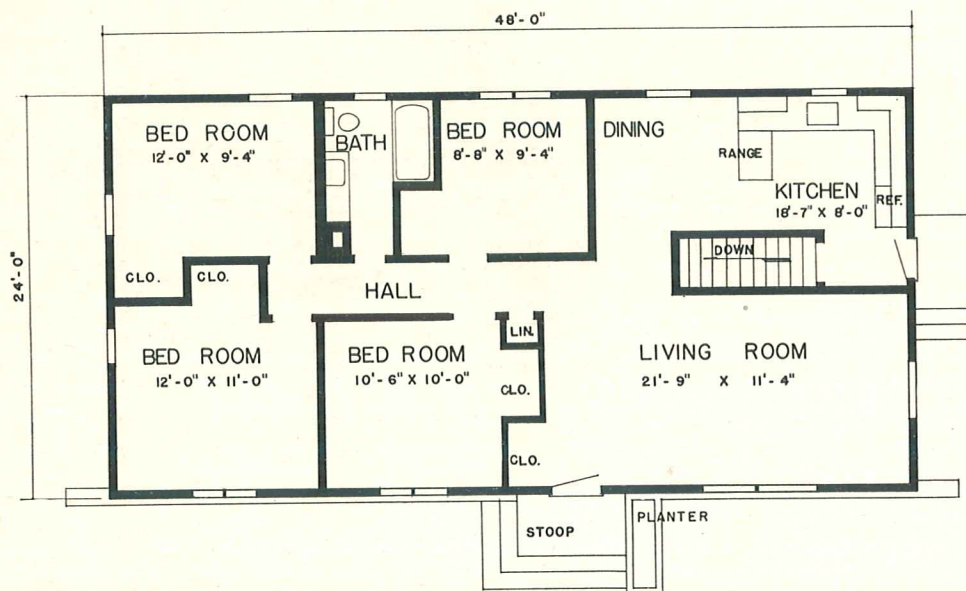 48'-0"
24'-0"
BED ROOM
12'-0" X 9'-4"
BATH
BED ROOM
8'-8" X 9'-4"
DINING
RANGE
KITCHEN
18'-7" X 8'-0"
REF.
DOWN
CLO.
CLO.
HALL
LIN.
BED ROOM
12'-0" X 11'-0"
BED ROOM
10'-6" X 10'-0"
CLO.
CLO.
LIVING ROOM
21'-9" X 11'-4"
STOOP
PLANTER